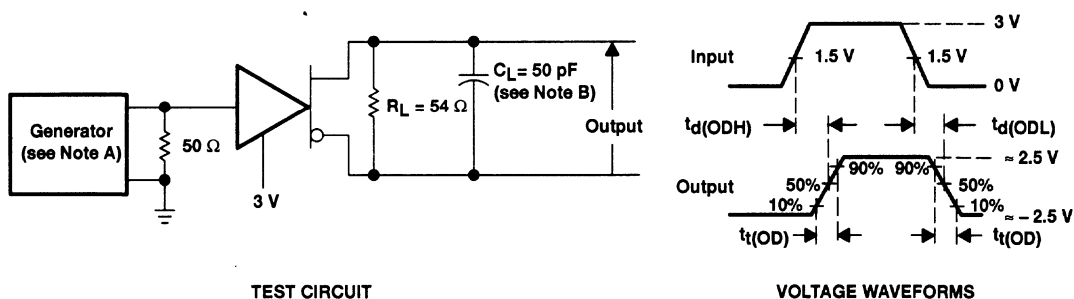 Generator
(see Note A)
50 Ω
3 V
R_L = 54 Ω
C_L = 50 pF
(see Note B)
Output
TEST CIRCUIT
3 V
Input
1.5 V
1.5 V
0 V
t_d(ODH)
t_d(ODL)
≈ 2.5 V
90%
90%
Output
50%
50%
10%
10%
≈ – 2.5 V
t_t(OD)
t_t(OD)
VOLTAGE WAVEFORMS